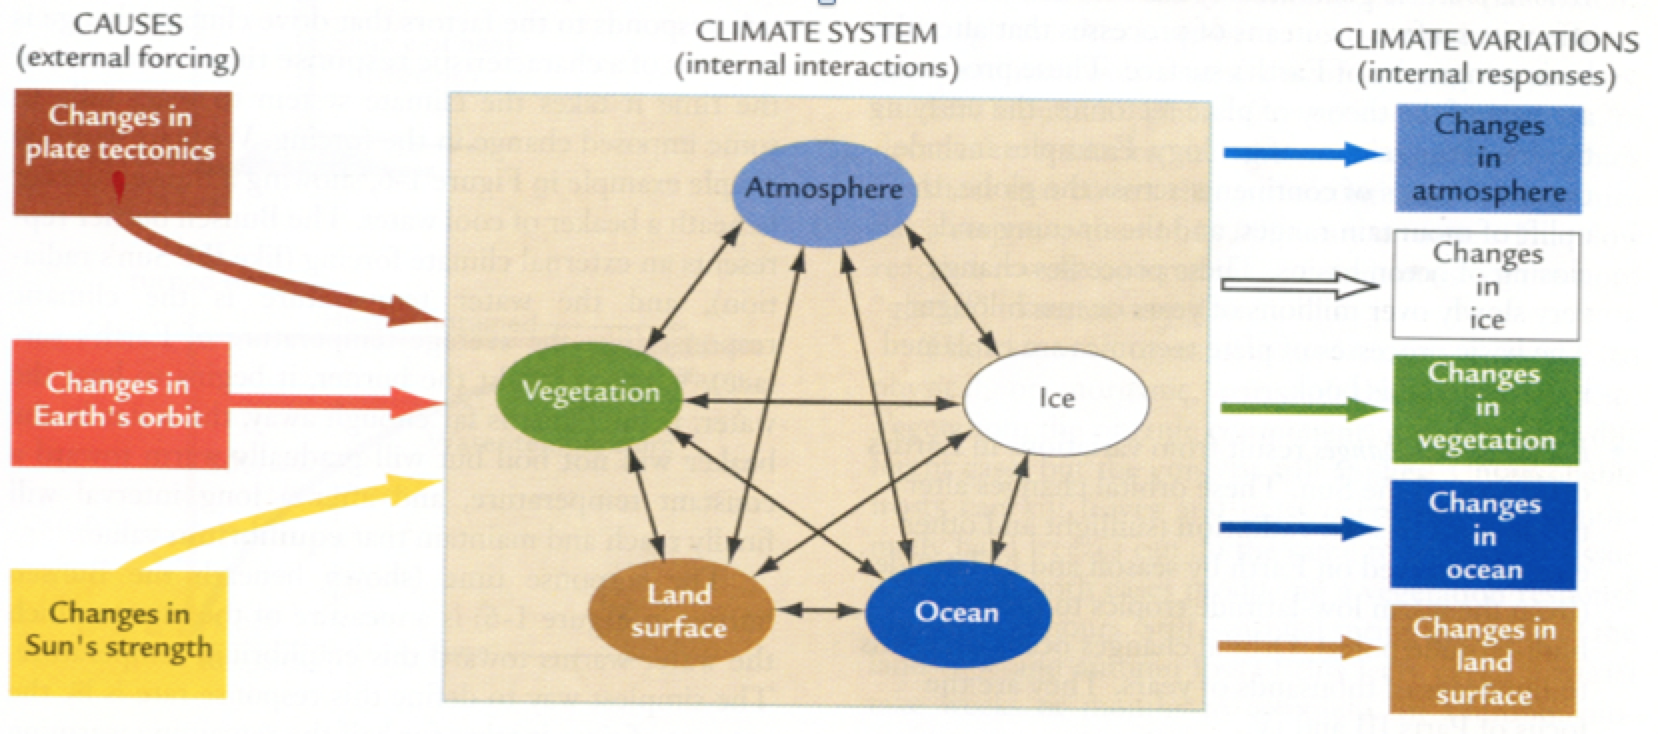 CAUSES
(external forcing)
Changes in
plate tectonics
Changes in
Earth's orbit
Changes in
Sun's strength
CLIMATE SYSTEM
(internal interactions)
Atmosphere
Vegetation
Ice
Land
surface
Ocean
CLIMATE VARIATIONS
(internal responses)
Changes
in
atmosphere
Changes
in
ice
Changes
in
vegetation
Changes
in
ocean
Changes in
land
surface